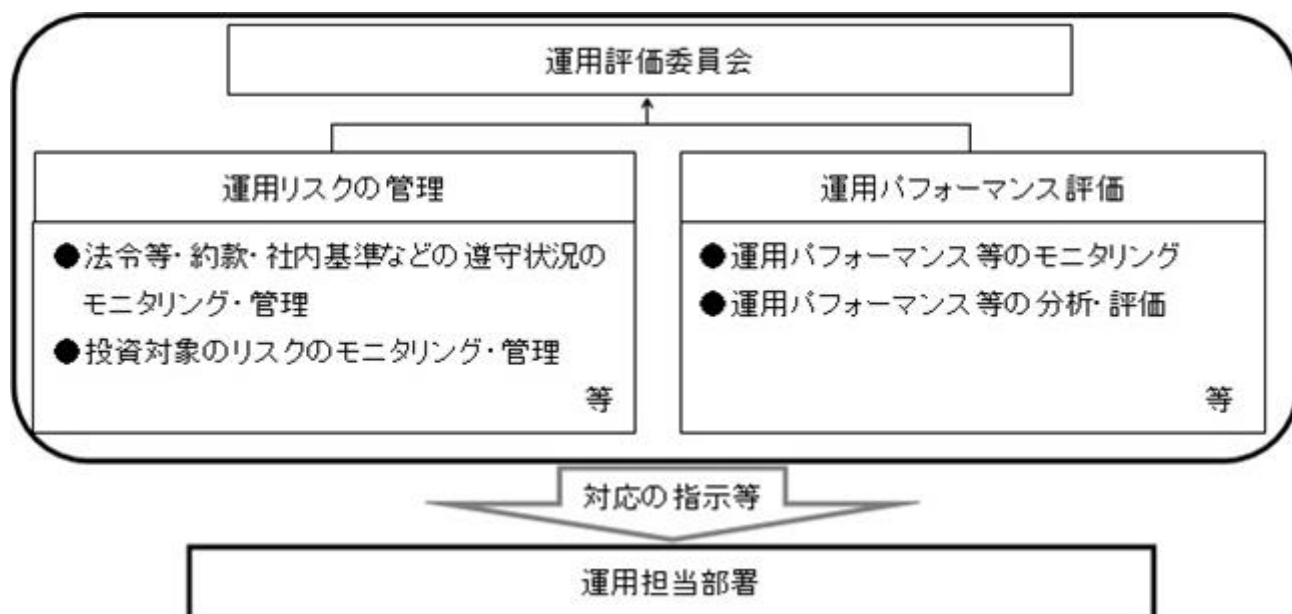 運用評価委員会
運用リスクの管理
●法令等・約款・社内基準などの遵守状況の
モニタリング・管理
●投資対象のリスクのモニタリング・管理
等
運用パフォーマンス評価
●運用パフォーマンス等のモニタリング
●運用パフォーマンス等の分析・評価
等
対応の指示等
運用担当部署